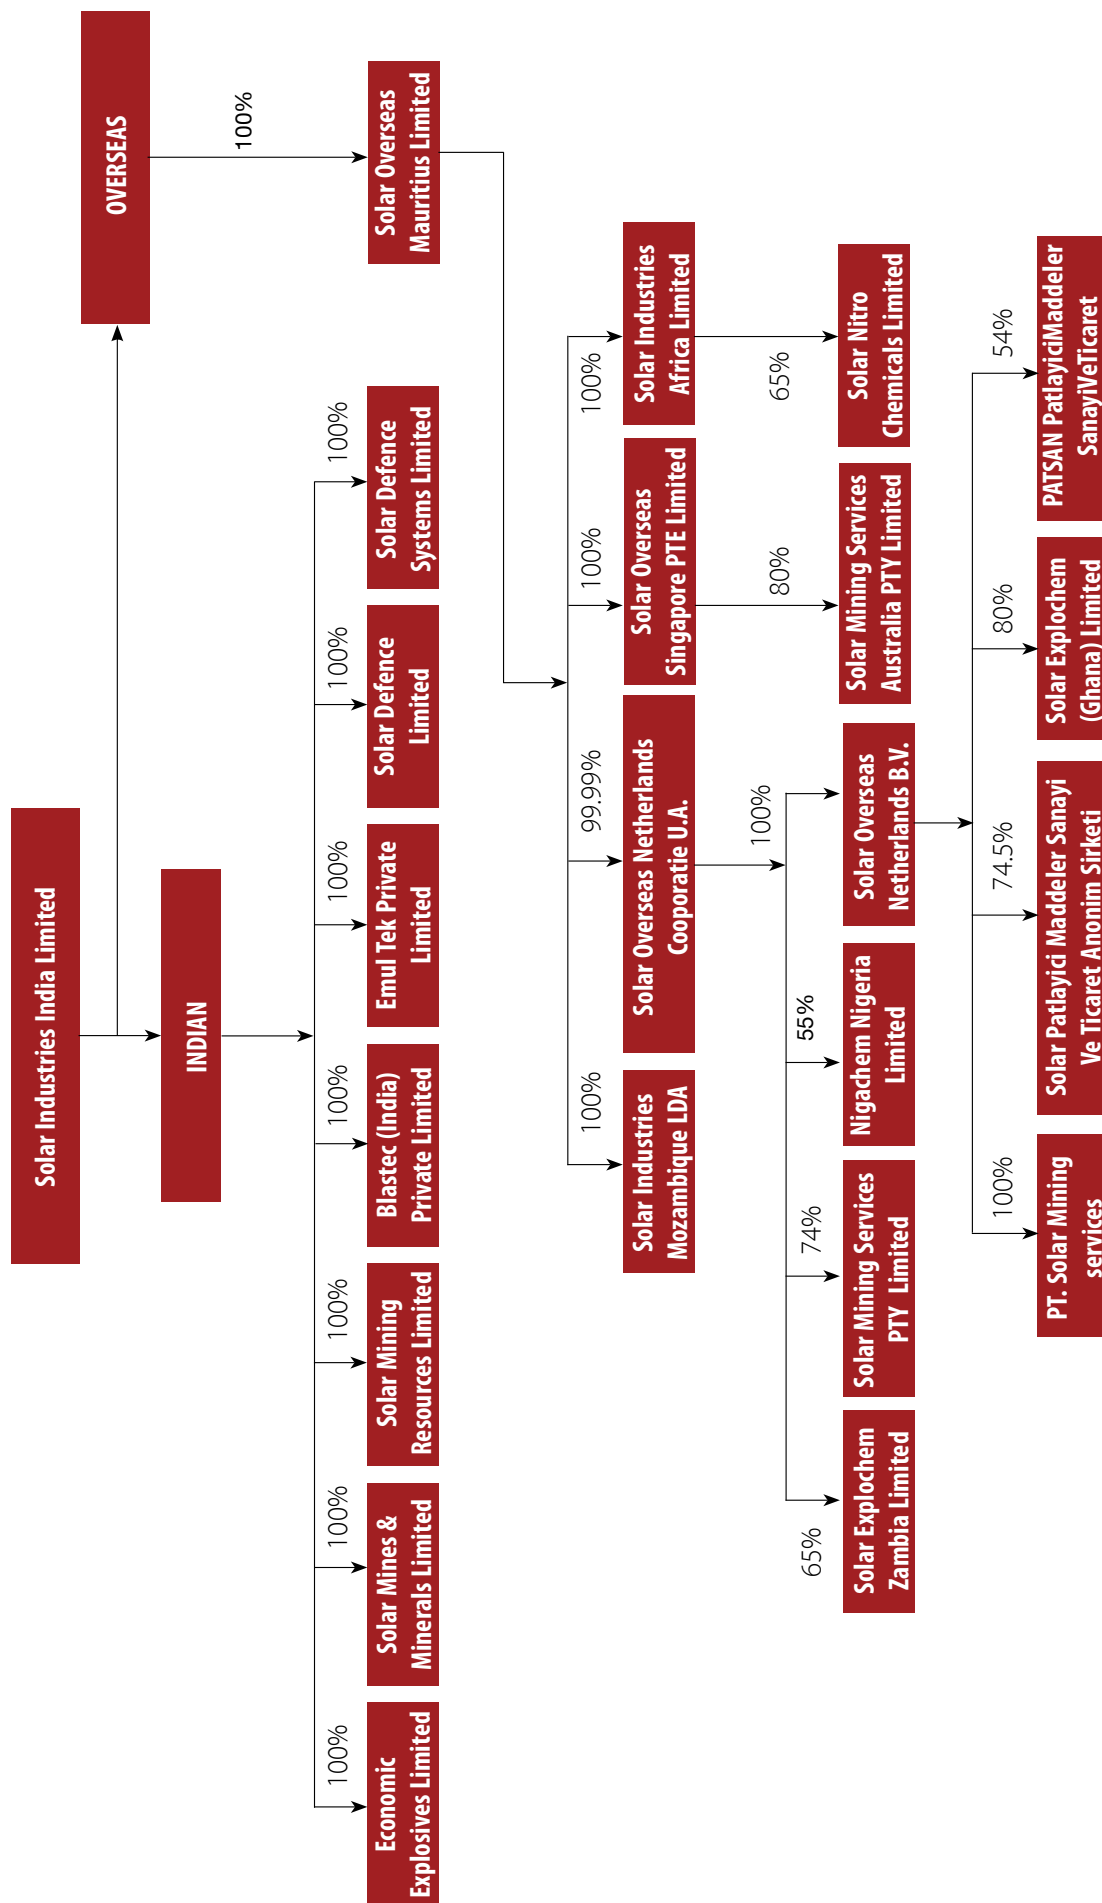 Solar Industries India Limited
INDIAN
OVERSEAS
100%
100%
100%
100%
100%
100%
100%
100%
Economic
Explosives Limited
Solar Mines &
Minerals Limited
Solar Mining
Resources Limited
Blastec (India)
Private Limited
Emul Tek Private
Limited
Solar Defence
Limited
Solar Defence
Systems Limited
Solar Overseas
Mauritius Limited
100%
99.99%
100%
100%
Solar Industries
Mozambique LDA
Solar Overseas Netherlands
Cooporatie U.A.
Solar Overseas
Singapore PTE Limited
Solar Industries
Africa Limited
65%
74%
55%
100%
80%
65%
Solar Explochem
Zambia Limited
Solar Mining Services
PTY Limited
Nigachem Nigeria
Limited
Solar Overseas
Netherlands B.V.
Solar Mining Services
Australia PTY Limited
Solar Nitro
Chemicals Limited
100%
74.5%
80%
54%
PT. Solar Mining
services
Solar Patlayici Maddeler Sanayi
Ve Ticaret Anonim Sirketi
Solar Explochem
(Ghana) Limited
PATSAN PatlayiciMaddeler
SanayiVeTicaret